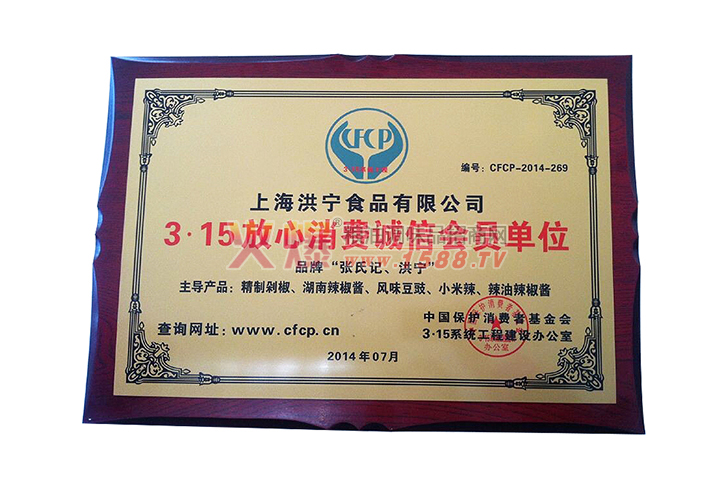 CFCP
编号：CFCP-2014-269
上海洪宁食品有限公司
3·15放心消费诚信会员单位
www.1588.TV
品牌“张氏记、洪宁”
主导产品：精制剁椒、湖南辣椒酱、风味豆豉、小米辣、辣油辣椒酱
中国保护消费者基金会
查询网址：www.cfcp.cn
3·15系统工程建设办公室
2014年07月